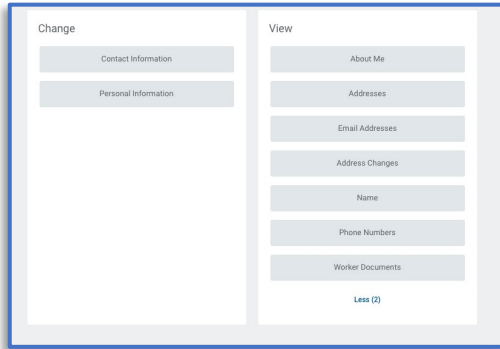 Change
Contact Information
Personal Information
View
About Me
Addresses
Email Addresses
Address Changes
Name
Phone Numbers
Worker Documents
Less (2)